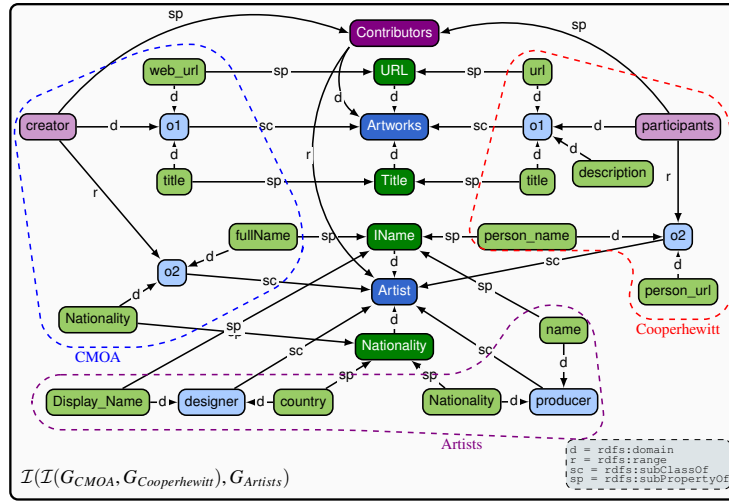 sp
sp
Contributors
web_url
sp
URL
sp
url
d
d
d
d
creator
d
o1
sc
Artworks
sc
o1
d
participants
d
d
d
d
description
r
r
title
sp
Title
sp
title
r
fullName
sp
IName
sp
person_name
d
o2
d
d
d
o2
sc
Artist
sc
person_url
Nationality
d
sp
sp
name
Cooperhewitt
CMOA
d
Nationality
sc
sc
d
sp
sp
Display_Name
d
designer
d
country
Nationality
d
producer
Artists
I(I(G_CMOA, G_Cooperhewitt), G_Artists)
d = rdfs:domain
r = rdfs:range
sc = rdfs:subClassOf
sp = rdfs:subPropertyOf